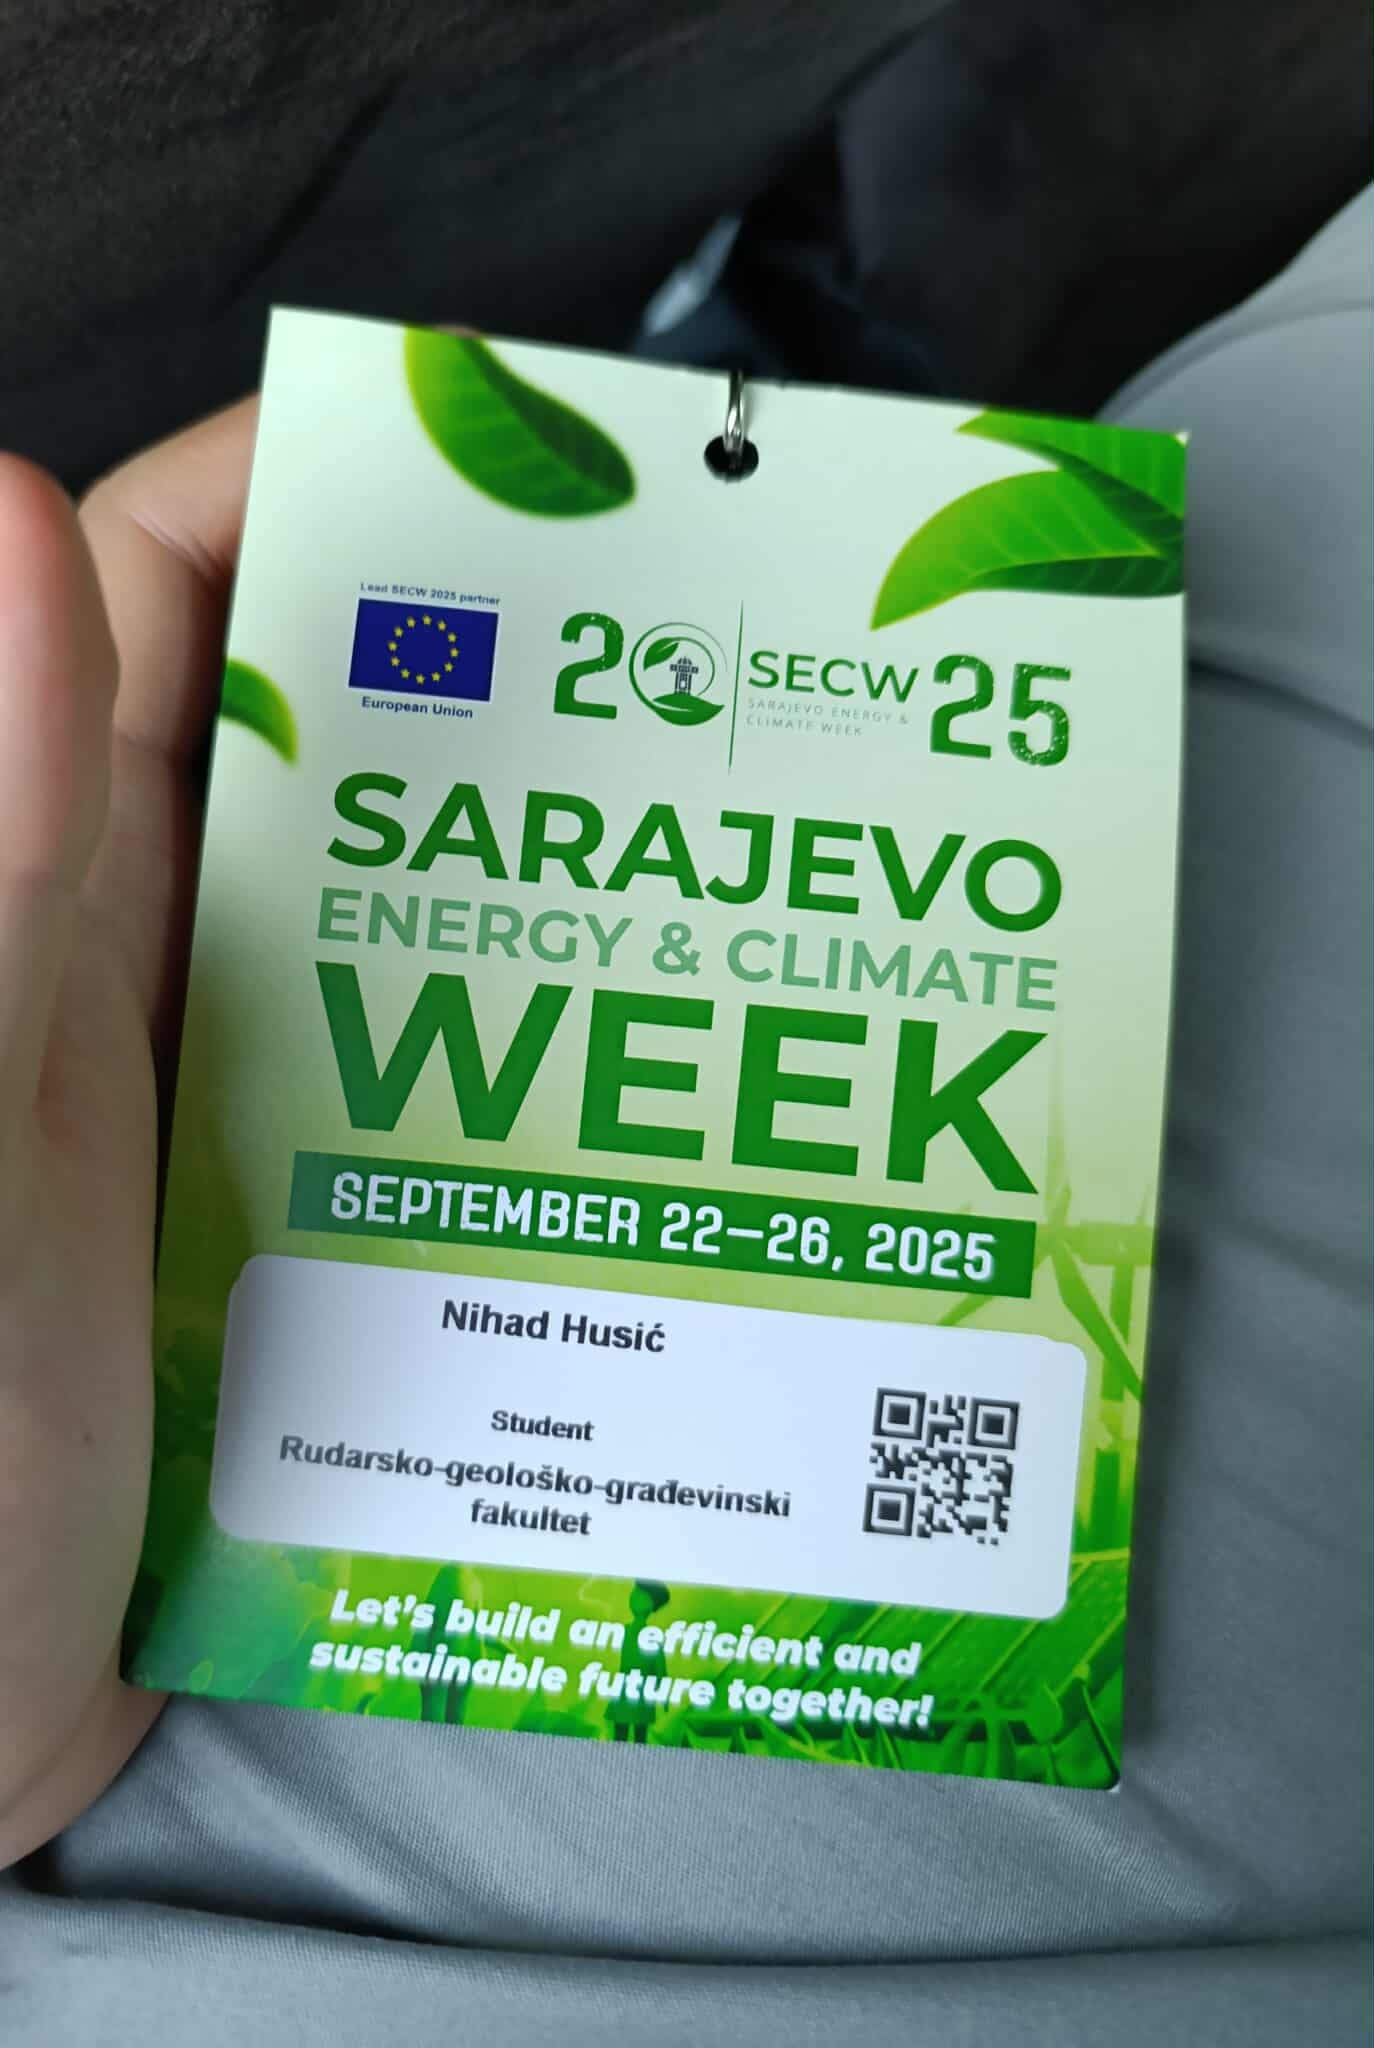 Lead SECW 2025 partner
European Union
20 SECW 25
SARAJEVO ENERGY &
CLIMATE WEEK
SARAJEVO
ENERGY & CLIMATE
WEEK
SEPTEMBER 22–26, 2025
Nihad Husić
Student
Rudarsko-geološko-građevinski
fakultet
Let's build an efficient and
sustainable future together!